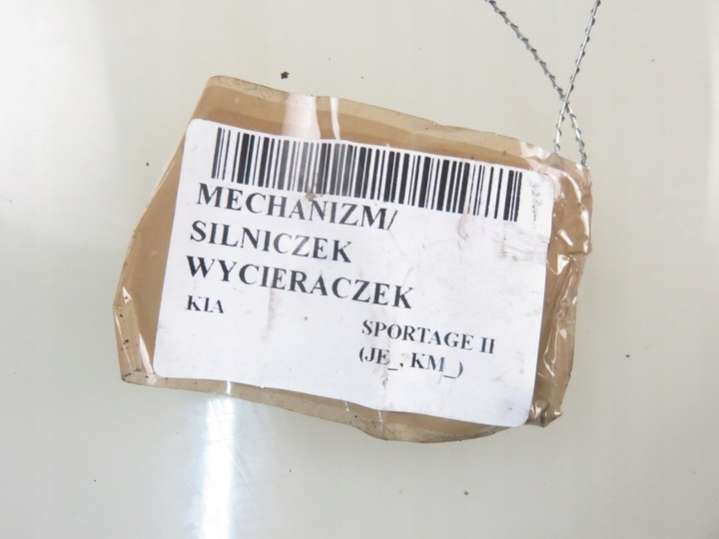 MECHANIZM/
SILNICZEK
WYCIERACZEK
KIA
SPORTAGE II
(JE_, KM_)